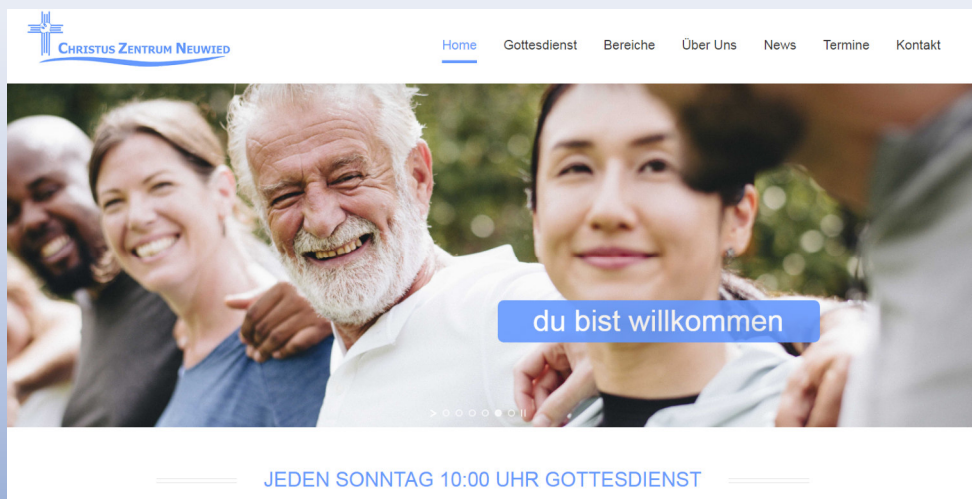 CHRISTUS ZENTRUM NEUWIED
Home Gottesdienst Bereiche Über Uns News Termine Kontakt
du bist willkommen
JEDEN SONNTAG 10:00 UHR GOTTESDIENST